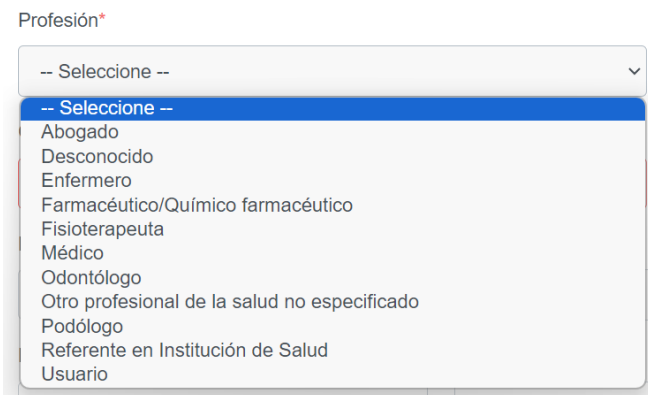 Profesión*
-- Seleccione --
-- Seleccione --
Abogado
Desconocido
Enfermero
Farmacéutico/Químico farmacéutico
Fisioterapeuta
Médico
Odontólogo
Otro profesional de la salud no especificado
Podólogo
Referente en Institución de Salud
Usuario